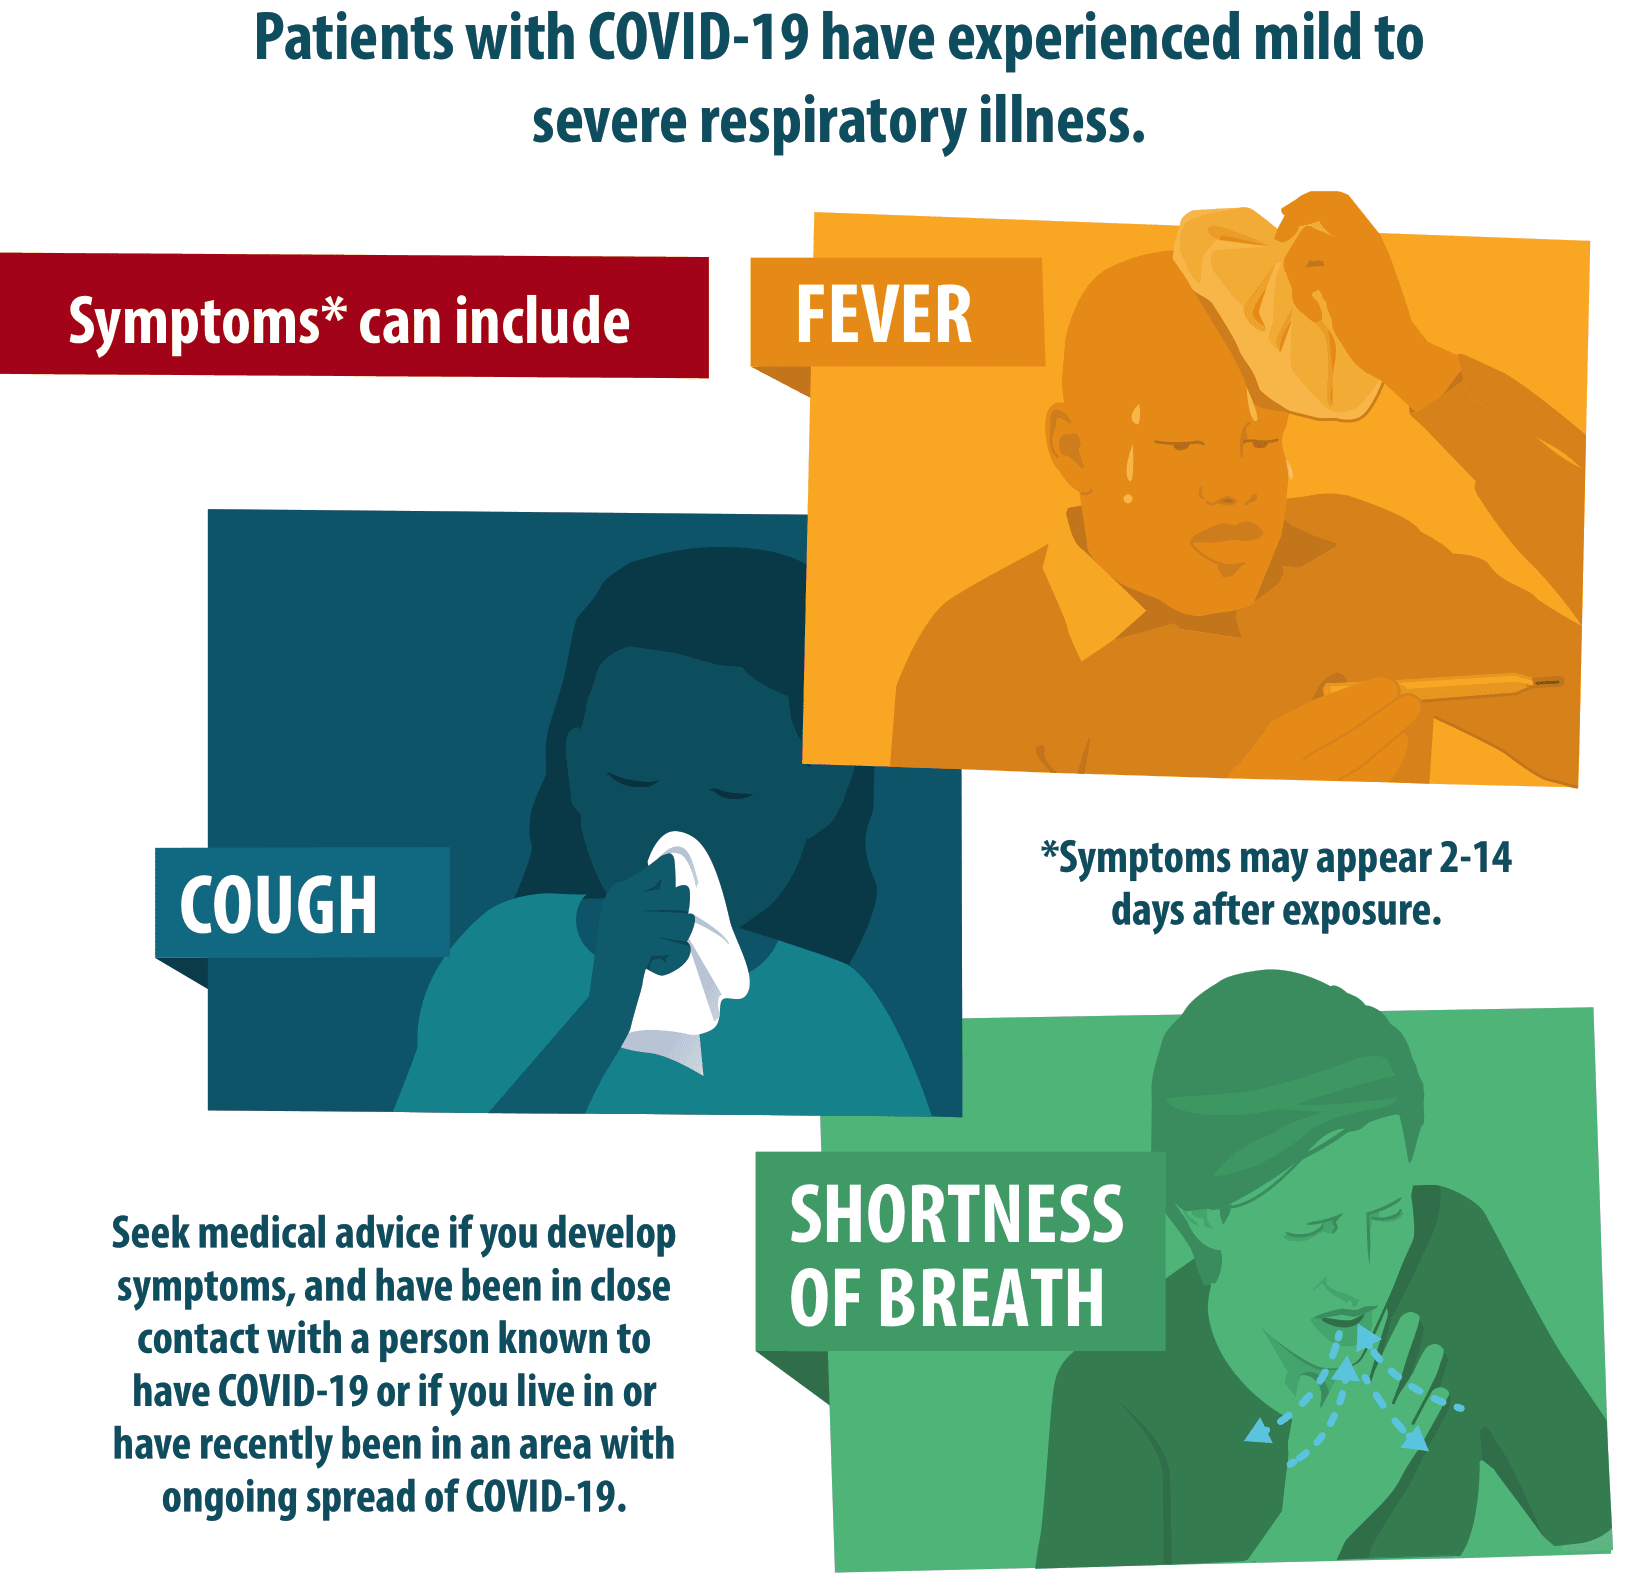 Patients with COVID-19 have experienced mild to
severe respiratory illness.
Symptoms* can include
FEVER
COUGH
*Symptoms may appear 2-14
days after exposure.
SHORTNESS
OF BREATH
Seek medical advice if you develop
symptoms, and have been in close
contact with a person known to
have COVID-19 or if you live in or
have recently been in an area with
ongoing spread of COVID-19.